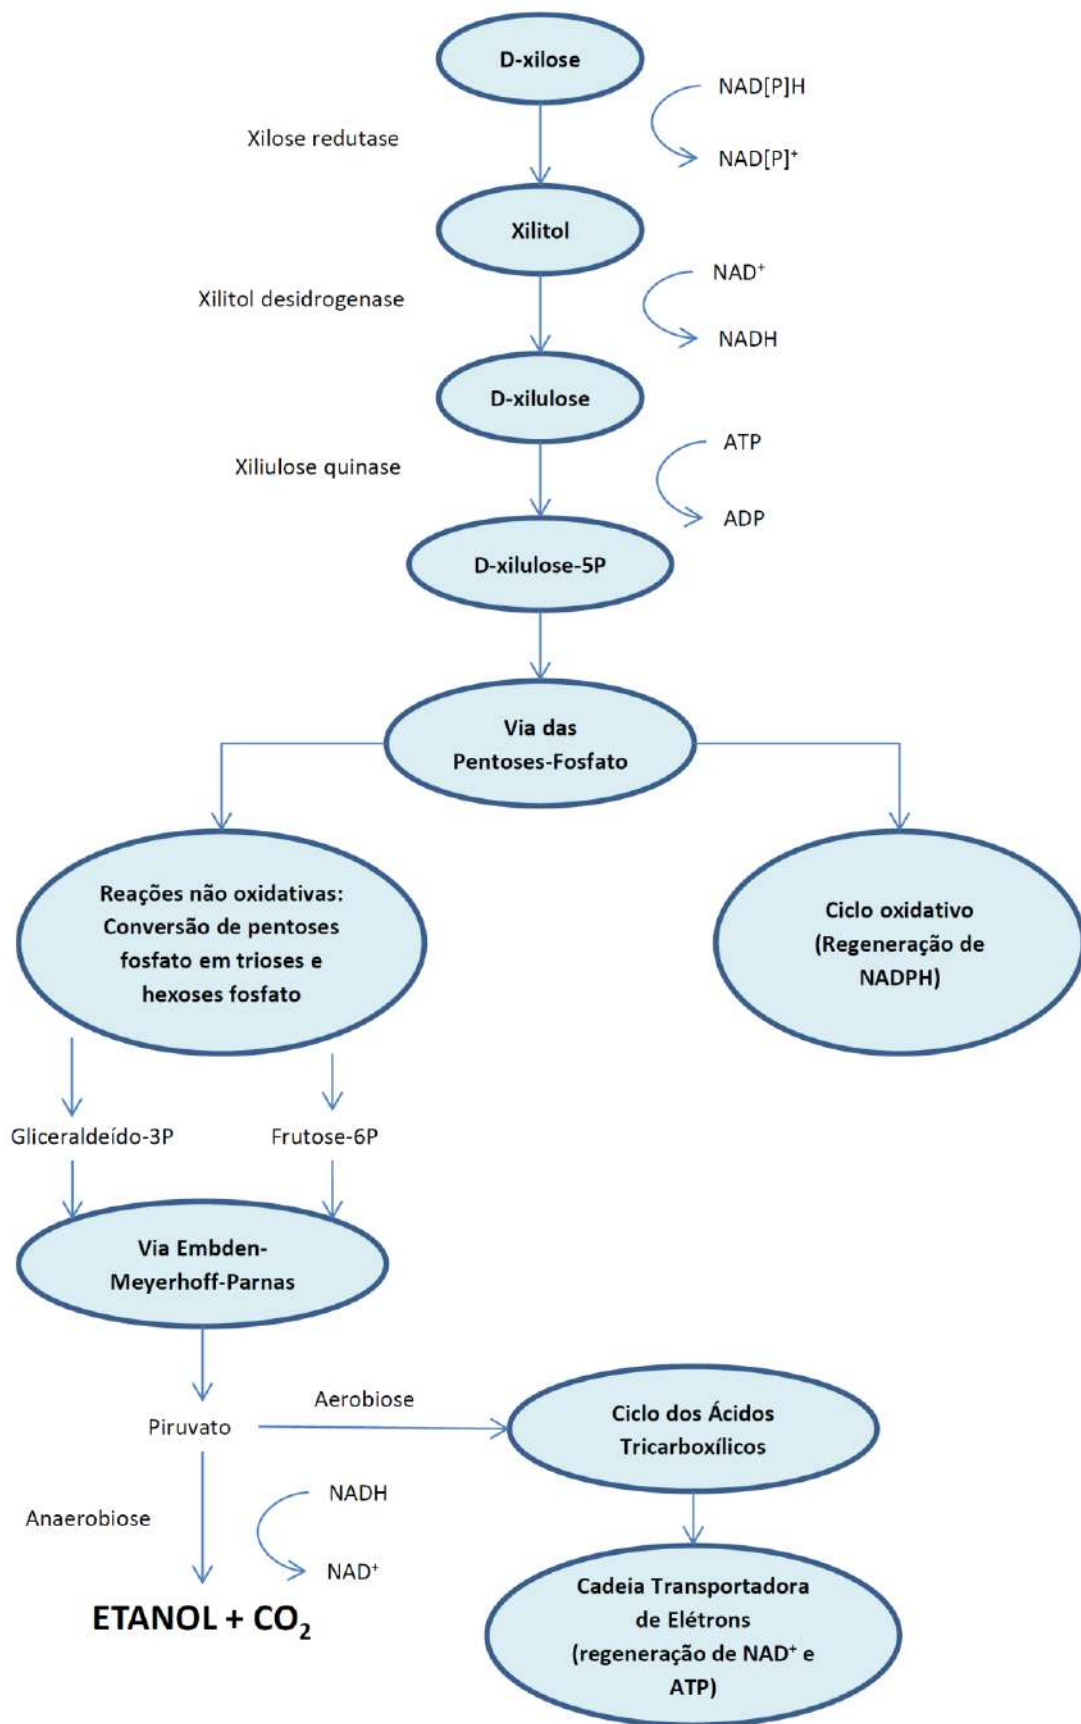 D-xilose
NAD[P]H
Xilose redutase
NAD[P]⁺
Xilitol
NAD⁺
Xilitol desidrogenase
NADH
D-xilulose
ATP
Xiliulose quinase
ADP
D-xilulose-5P
Via das
Pentoses-Fosfato
Reações não oxidativas:
Conversão de pentoses
fosfato em trioses e
hexoses fosfato
Ciclo oxidativo
(Regeneração de
NADPH)
Gliceraldeído-3P
Frutose-6P
Via Embden-
Meyerhoff-Parnas
Aerobiose
Piruvato
Ciclo dos Ácidos
Tricarboxílicos
NADH
Anaerobiose
NAD⁺
ETANOL + CO₂
Cadeia Transportadora
de Elétrons
(regeneração de NAD⁺ e
ATP)